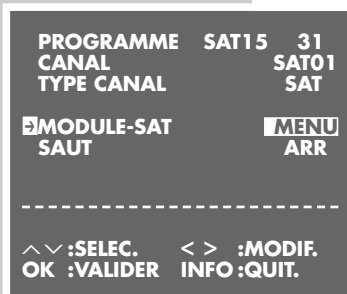 PROGRAMME SAT15 31
CANAL SAT01
TYPE CANAL SAT
MODULE-SAT MENU
SAUT ARR
:SELEC. < > :MODIF.
OK :VALIDER INFO :QUIT.